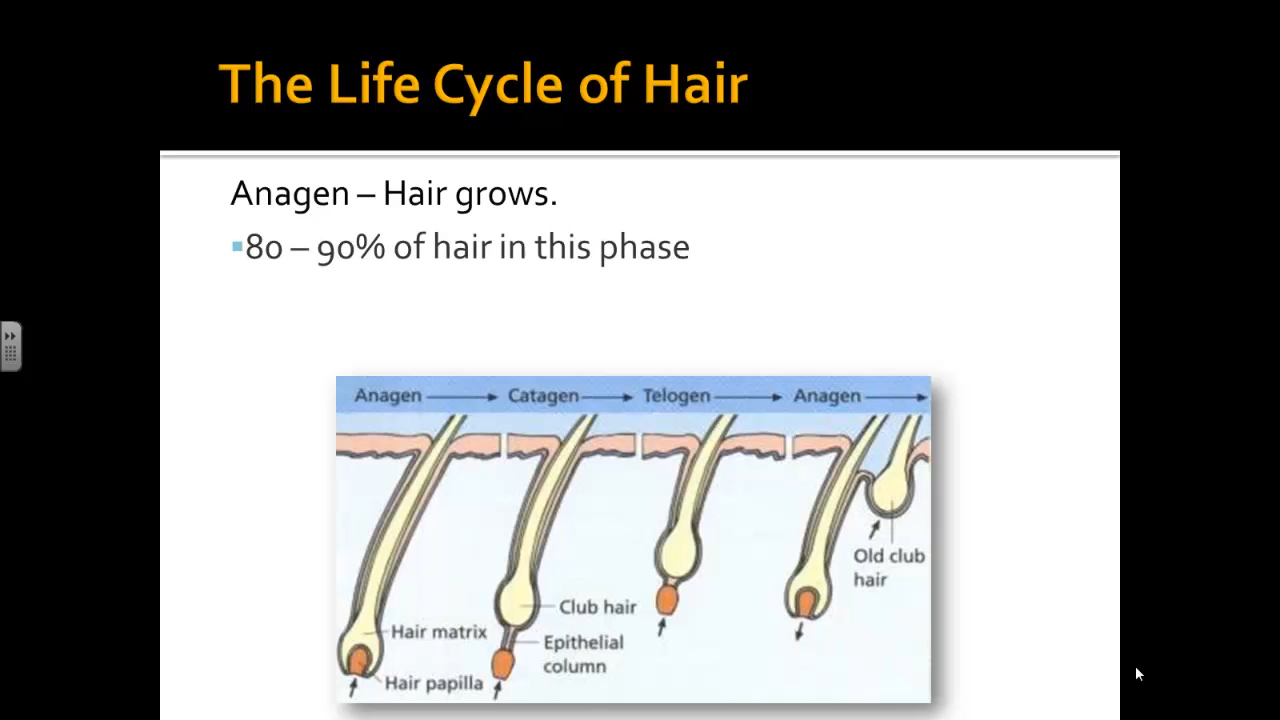 The Life Cycle of Hair
Anagen – Hair grows.
▪80 – 90% of hair in this phase
Anagen → Catagen → Telogen → Anagen →
Old club
hair
Club hair
Hair matrix
Epithelial
column
Hair papilla